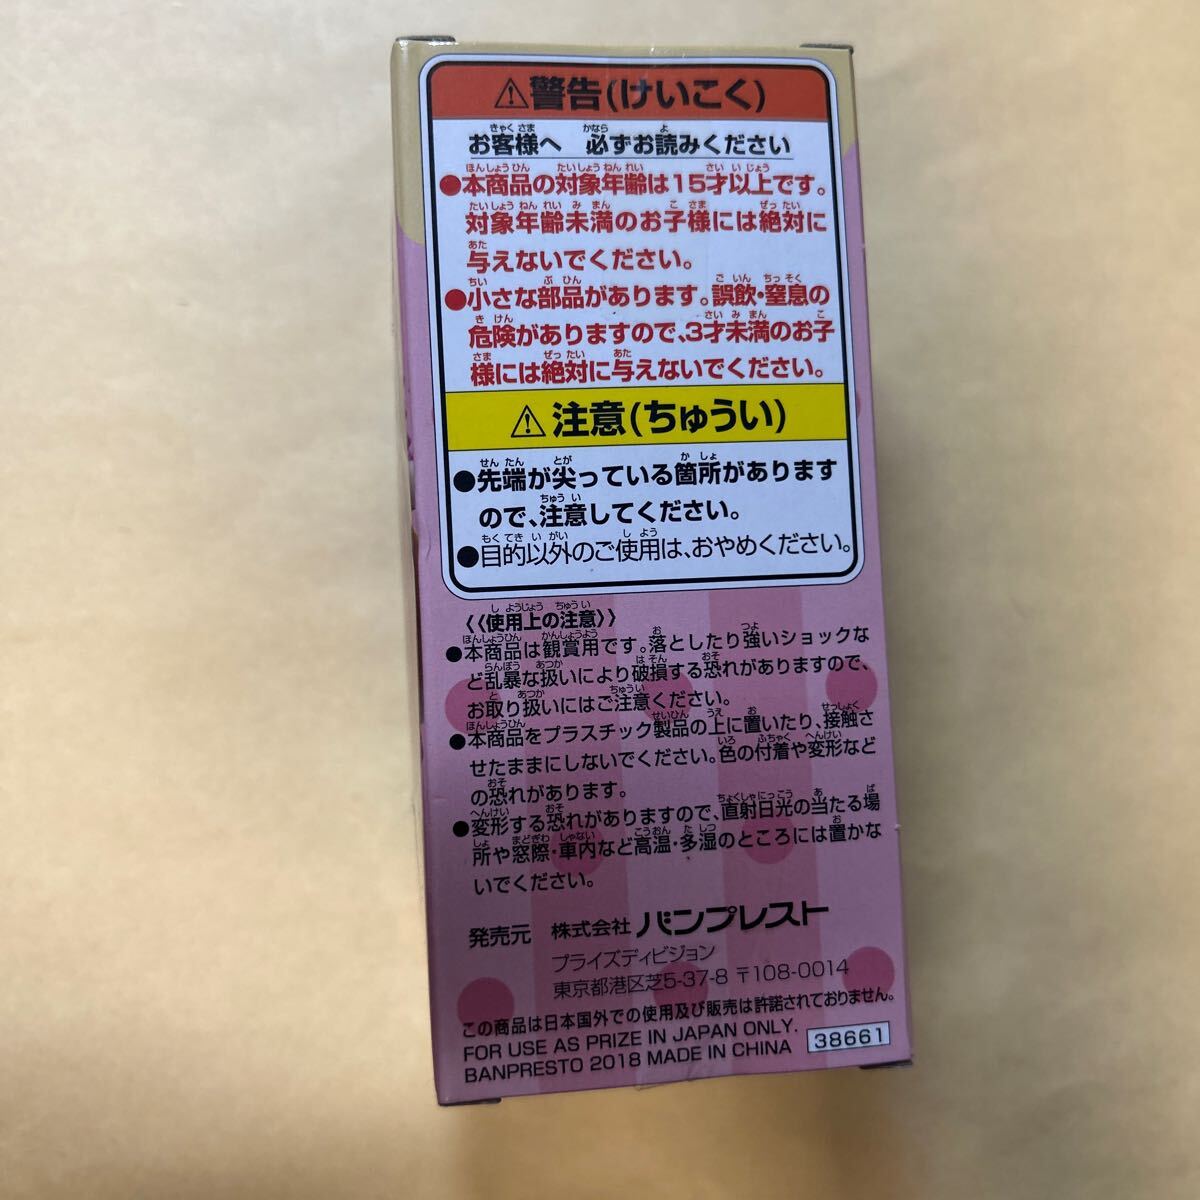 ⚠警告(けいこく)
お客様へ 必ずお読みください
●本商品の対象年齢は15才以上です。
対象年齢未満のお子様には絶対に
与えないでください。
●小さな部品があります。誤飲・窒息の
危険がありますので、3才未満のお子
様には絶対に与えないでください。
⚠注意(ちゅうい)
●先端が尖っている箇所があります
ので、注意してください。
●目的以外のご使用は、おやめください。
《使用上の注意》
●本商品は観賞用です。落としたり強いショックな
ど乱暴な扱いにより破損する恐れがありますので、
お取り扱いにはご注意ください。
●本商品をプラスチック製品の上に置いたり、接触さ
せたままにしないでください。色の付着や変形など
の恐れがあります。
●変形する恐れがありますので、直射日光の当たる場
所や窓際・車内など高温・多湿のところには置かな
いでください。
発売元 株式会社 バンプレスト
プライズディビジョン
東京都港区芝5-37-8 〒108-0014
この商品は日本国外での使用及び販売は許諾されておりません。
FOR USE AS PRIZE IN JAPAN ONLY.
BANPRESTO 2018 MADE IN CHINA 38661